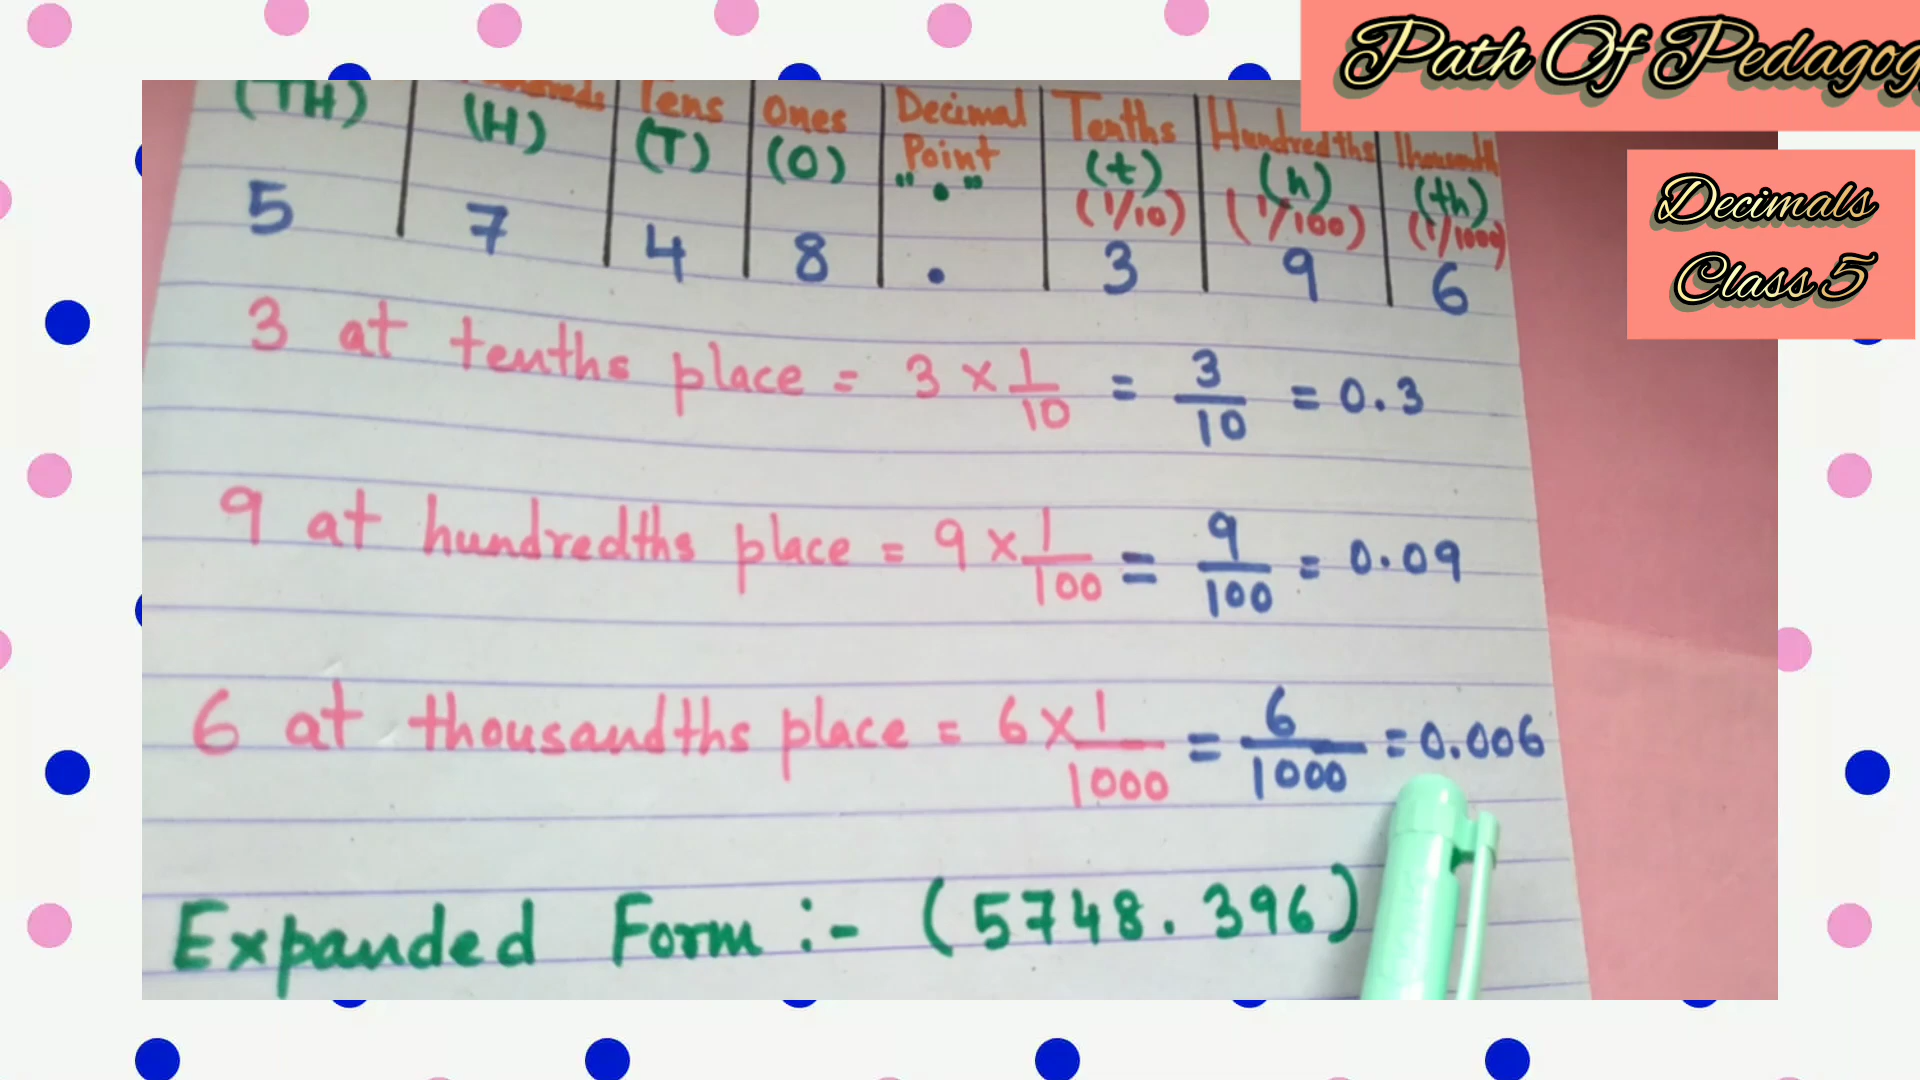 Path Of Pedagog
Decimals
Class 5
Tens Ones Decimal Point Tenths Hundredths
(TH) (H) (T) (O) "." (t) (h) (th)
(1/10) (1/100) (1/1000)
5 7 4 8 . 3 9 6
3 at tenths place = 3 × 1/10 = 3/10 = 0.3
9 at hundredths place = 9 × 1/100 = 9/100 = 0.09
6 at thousandths place = 6 × 1/1000 = 6/1000 = 0.006
Expanded Form :- (5748.396)